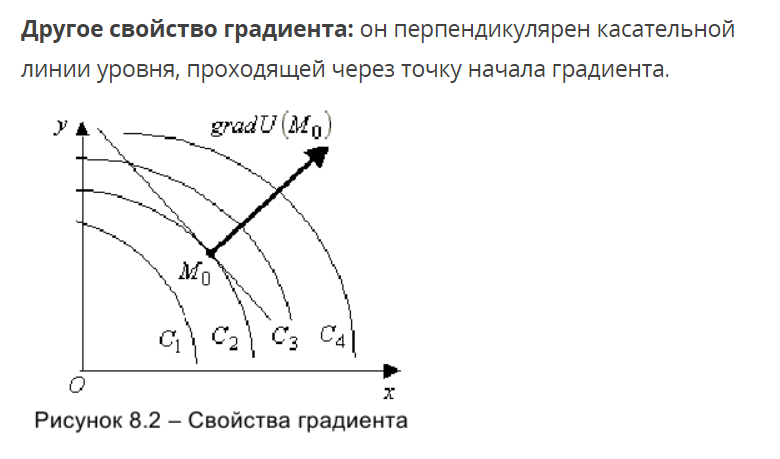 Другое свойство градиента: он перпендикулярен касательной
линии уровня, проходящей через точку начала градиента.
y
gradU(M₀)
M₀
C₁ C₂ C₃ C₄
O
x
Рисунок 8.2 – Свойства градиента